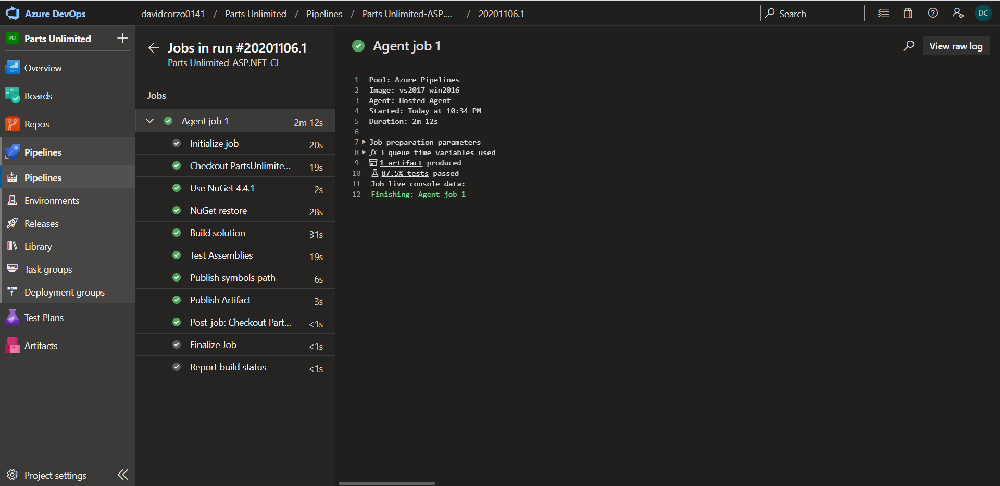 Azure DevOps
davidcorzo0141 / Parts Unlimited / Pipelines / Parts Unlimited-ASP.... / 20201106.1
Search
DC
PU
Parts Unlimited
Overview
Boards
Repos
Pipelines
Pipelines
Environments
Releases
Library
Task groups
Deployment groups
Test Plans
Artifacts
Project settings
Jobs in run #20201106.1
Parts Unlimited-ASP.NET-CI
Jobs
Agent job 1 2m 12s
Initialize job 20s
Checkout PartsUnlimite... 19s
Use NuGet 4.4.1 2s
NuGet restore 28s
Build solution 31s
Test Assemblies 19s
Publish symbols path 6s
Publish Artifact 3s
Post-job: Checkout Part... <1s
Finalize Job <1s
Report build status <1s
Agent job 1
View raw log
1 Pool: Azure Pipelines
2 Image: vs2017-win2016
3 Agent: Hosted Agent
4 Started: Today at 10:34 PM
5 Duration: 2m 12s
6
7 Job preparation parameters
8 fx 3 queue time variables used
9 1 artifact produced
10 87.5% tests passed
11 Job live console data:
12 Finishing: Agent job 1